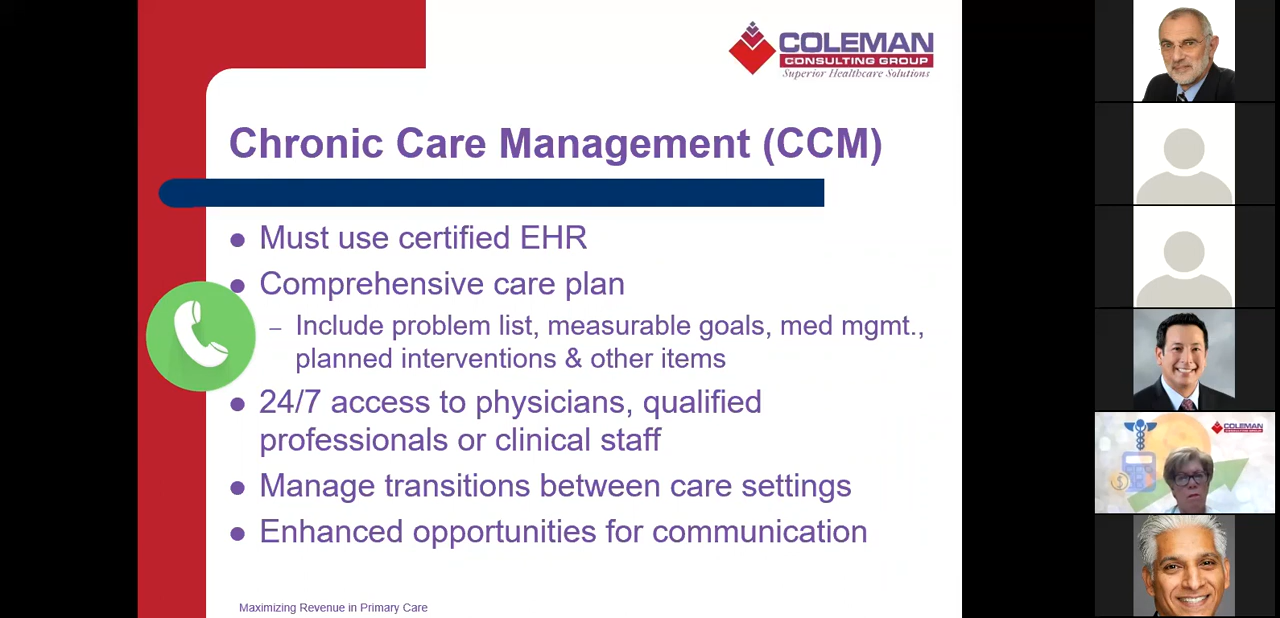 COLEMAN
CONSULTING GROUP
Superior Healthcare Solutions
Chronic Care Management (CCM)
Must use certified EHR
Comprehensive care plan
– Include problem list, measurable goals, med mgmt.,
planned interventions & other items
24/7 access to physicians, qualified
professionals or clinical staff
Manage transitions between care settings
Enhanced opportunities for communication
Maximizing Revenue in Primary Care
COLEMAN
CONSULTING GROUP